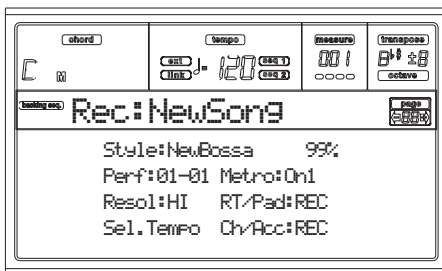 chord tempo measure transpose
C M ext link ♩= 120 seq 1 seq 2 001 ±8
octave
backing seq. Rec:NewSong page
Style:NewBossa 99%
Perf:01-01 Metro:On1
Resol:HI RT/Pad:REC
Sel.Tempo Ch/Acc:REC